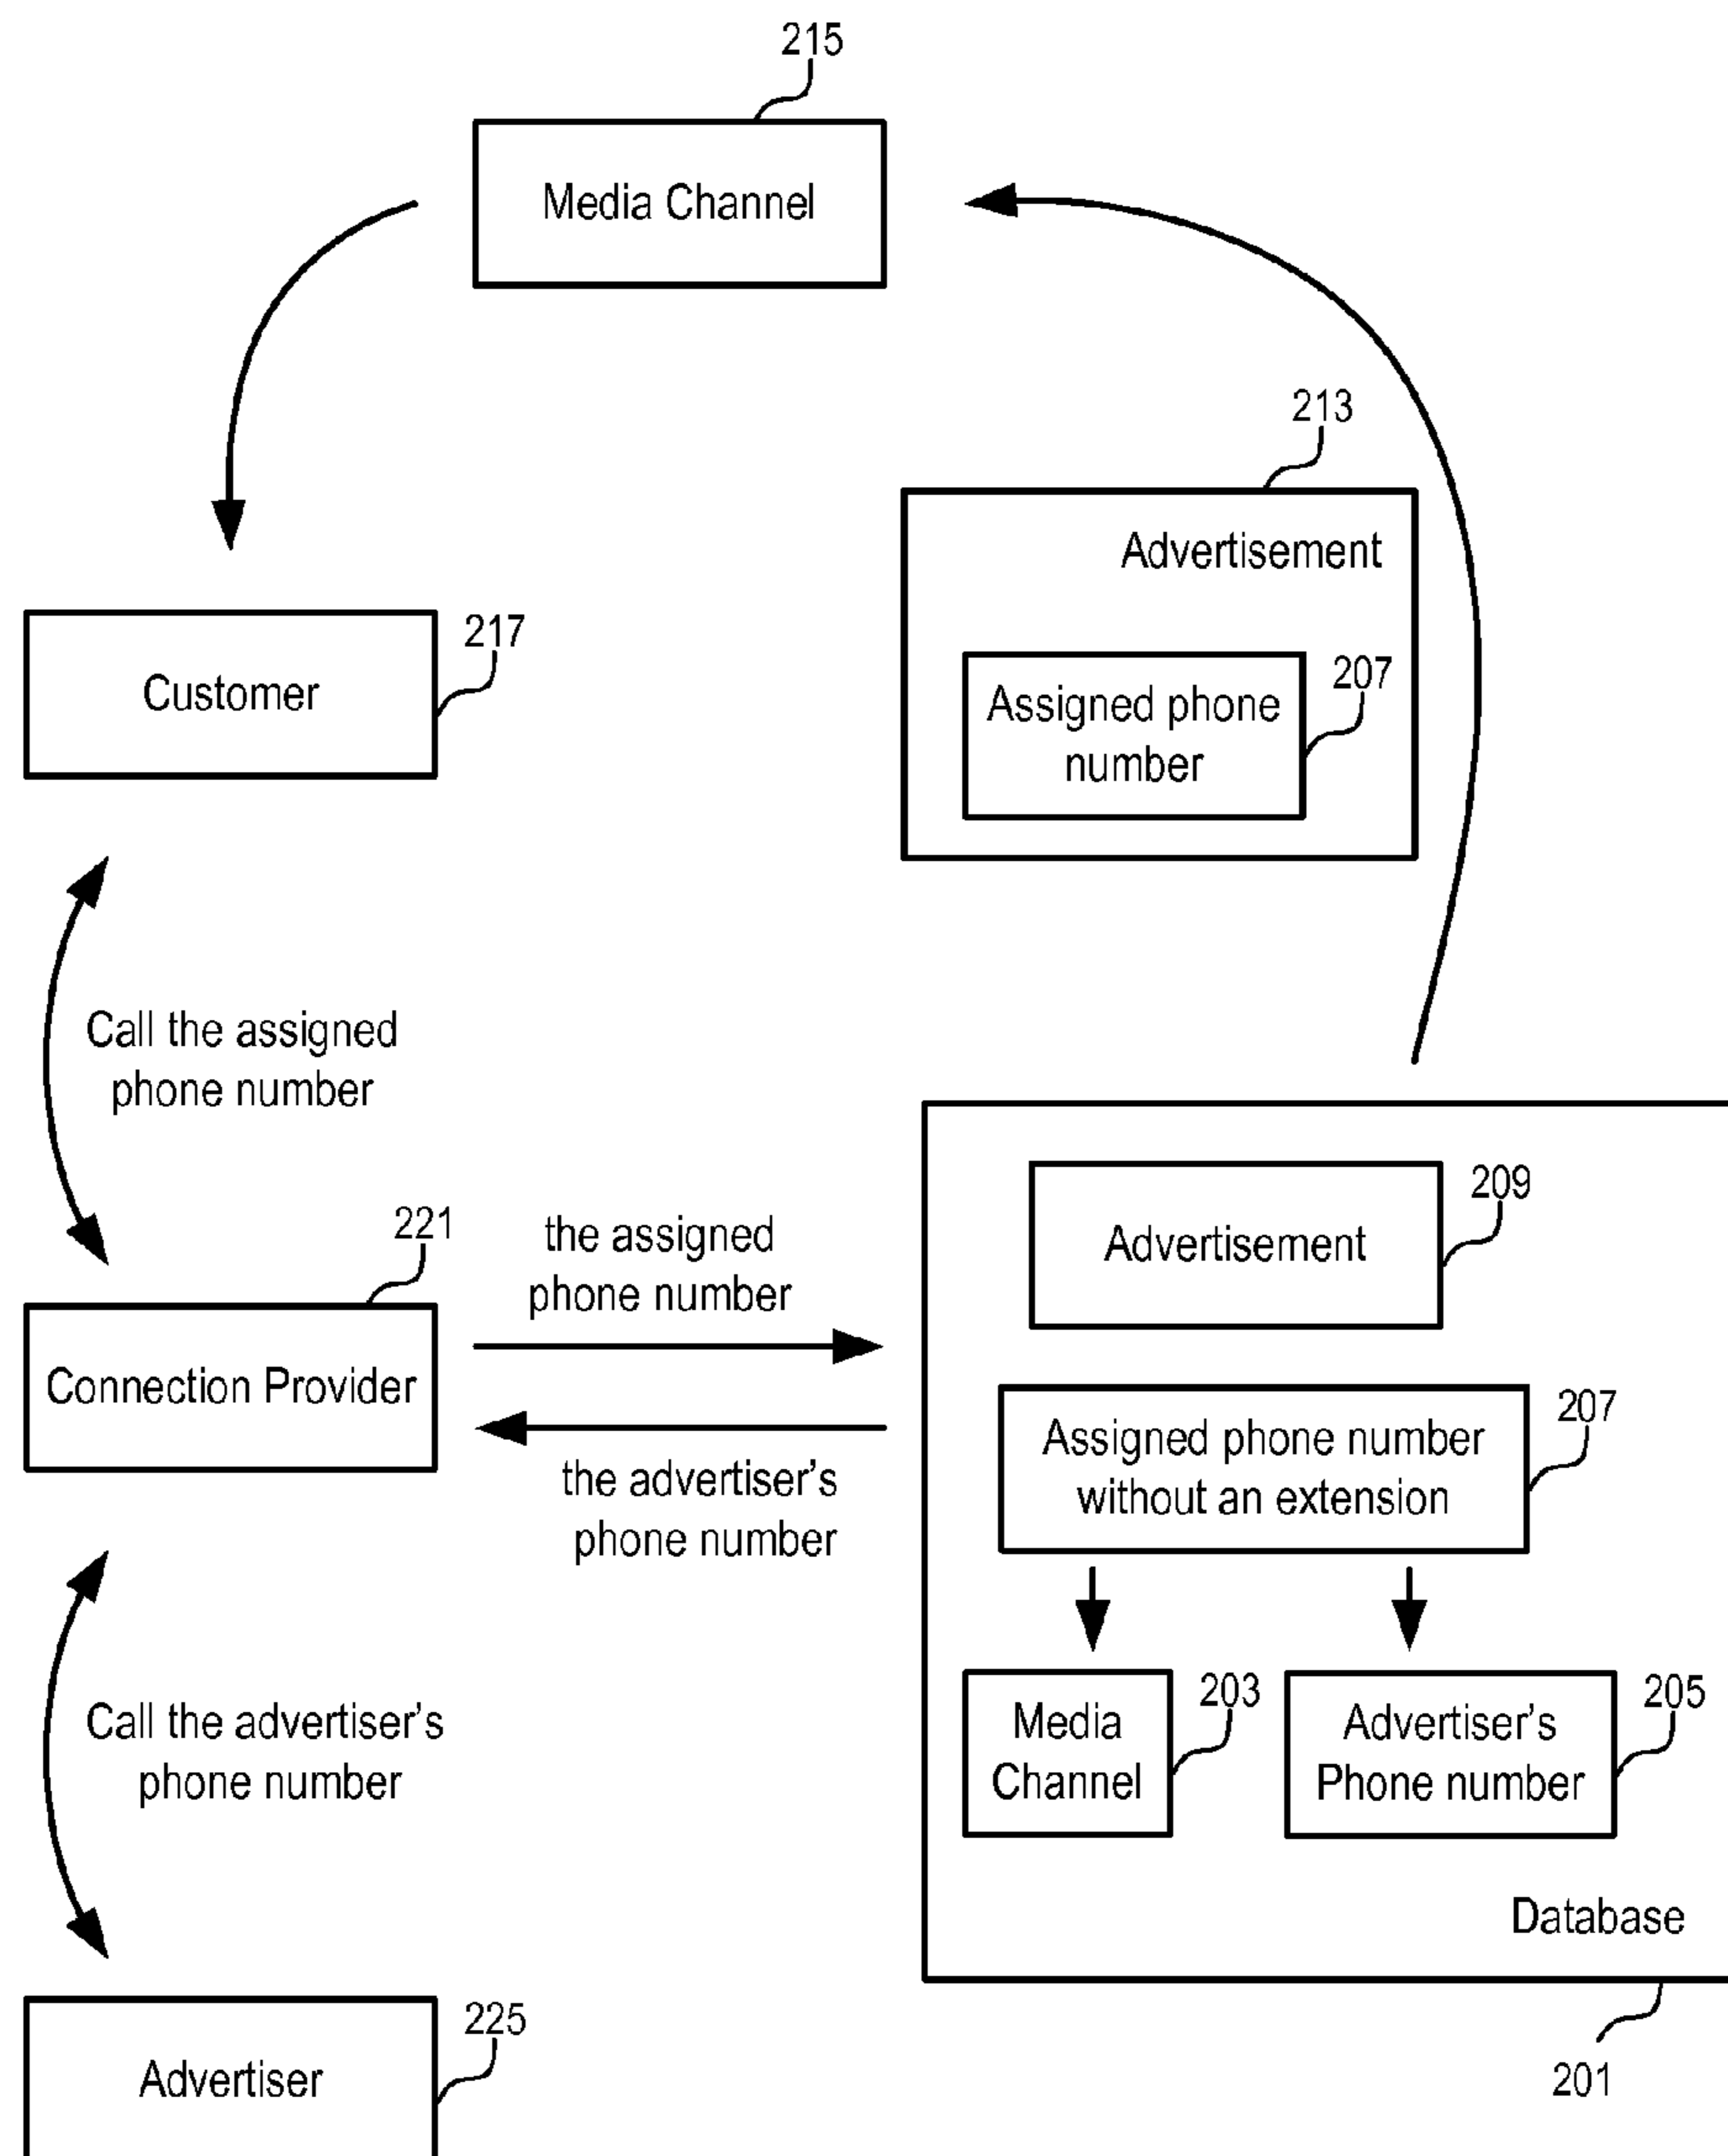 215
Media Channel
213
Advertisement
207
Assigned phone
number
217
Customer
Call the assigned
phone number
221
Connection Provider
the assigned
phone number
the advertiser's
phone number
209
Advertisement
207
Assigned phone number
without an extension
203
Media
Channel
205
Advertiser's
Phone number
Database
201
Call the advertiser's
phone number
225
Advertiser